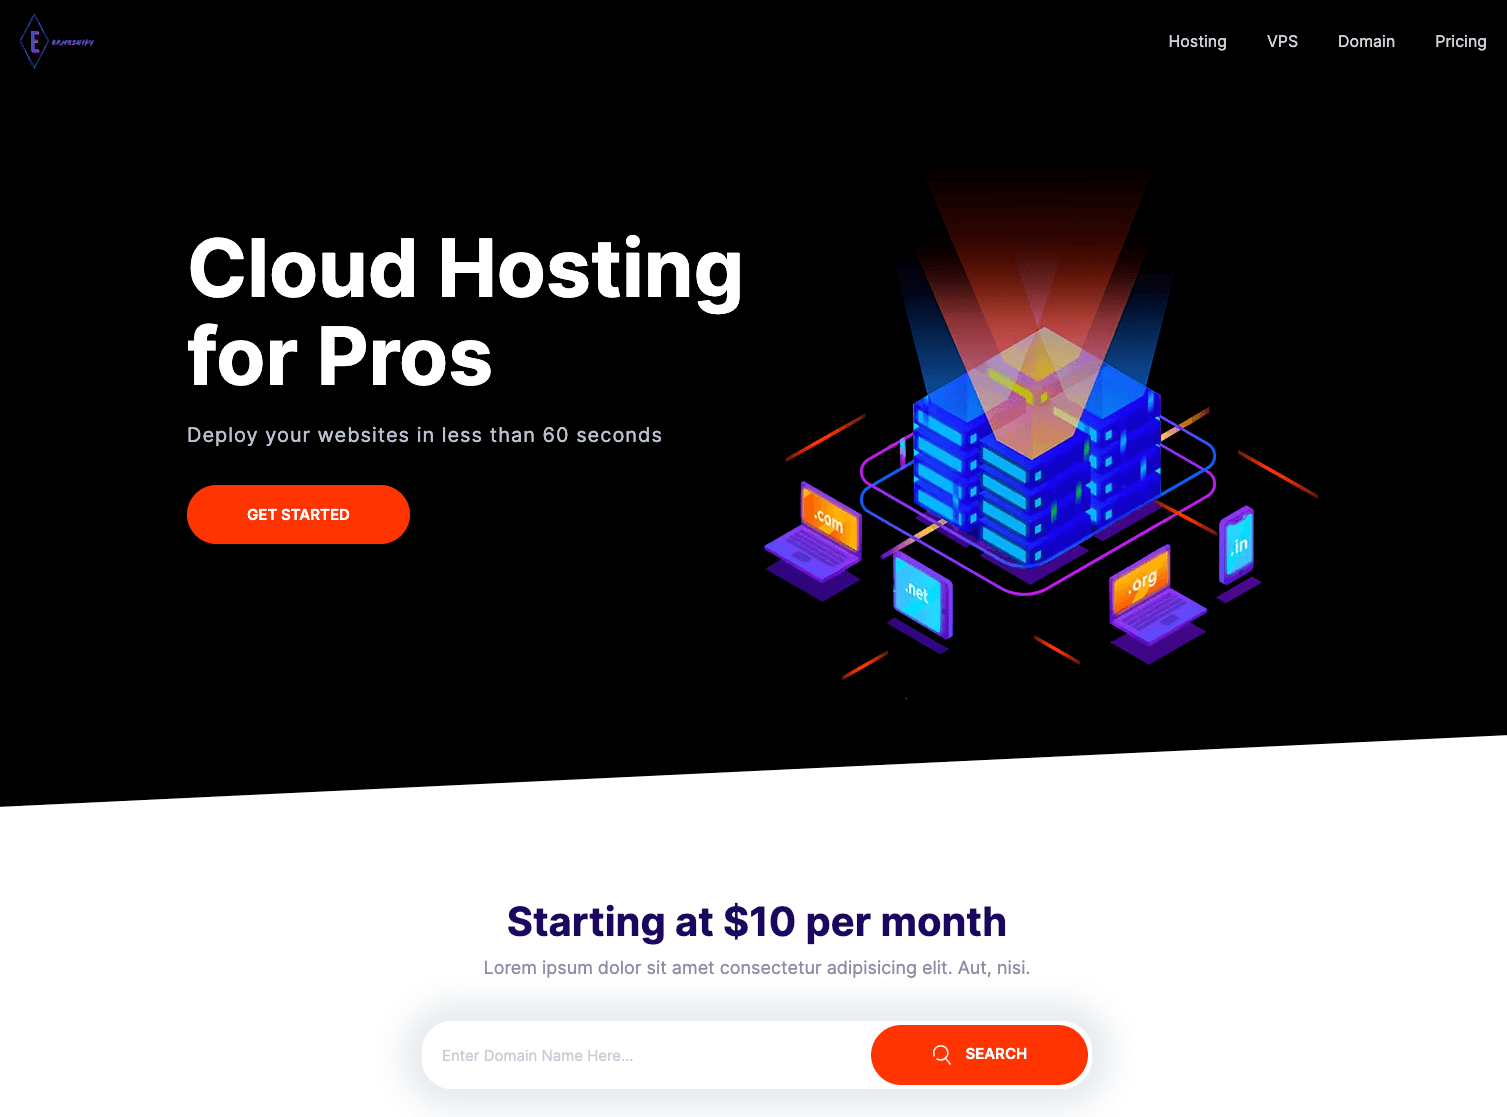 E
Hosting
VPS
Domain
Pricing
Cloud Hosting
for Pros
Deploy your websites in less than 60 seconds
GET STARTED
.com
.net
.org
.in
Starting at $10 per month
Lorem ipsum dolor sit amet consectetur adipisicing elit. Aut, nisi.
Enter Domain Name Here...
SEARCH